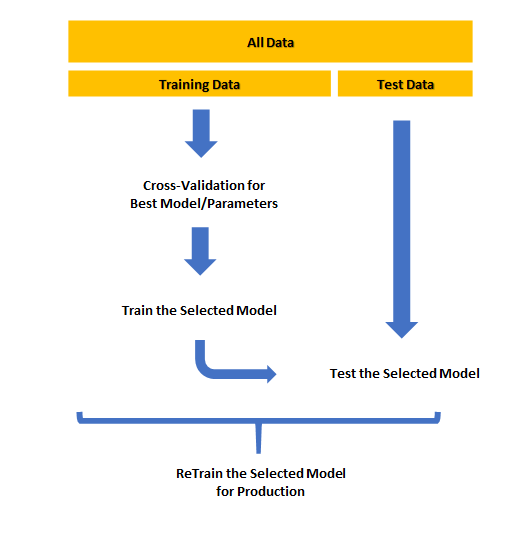 All Data
Training Data
Test Data
Cross-Validation for
Best Model/Parameters
Train the Selected Model
Test the Selected Model
ReTrain the Selected Model
for Production